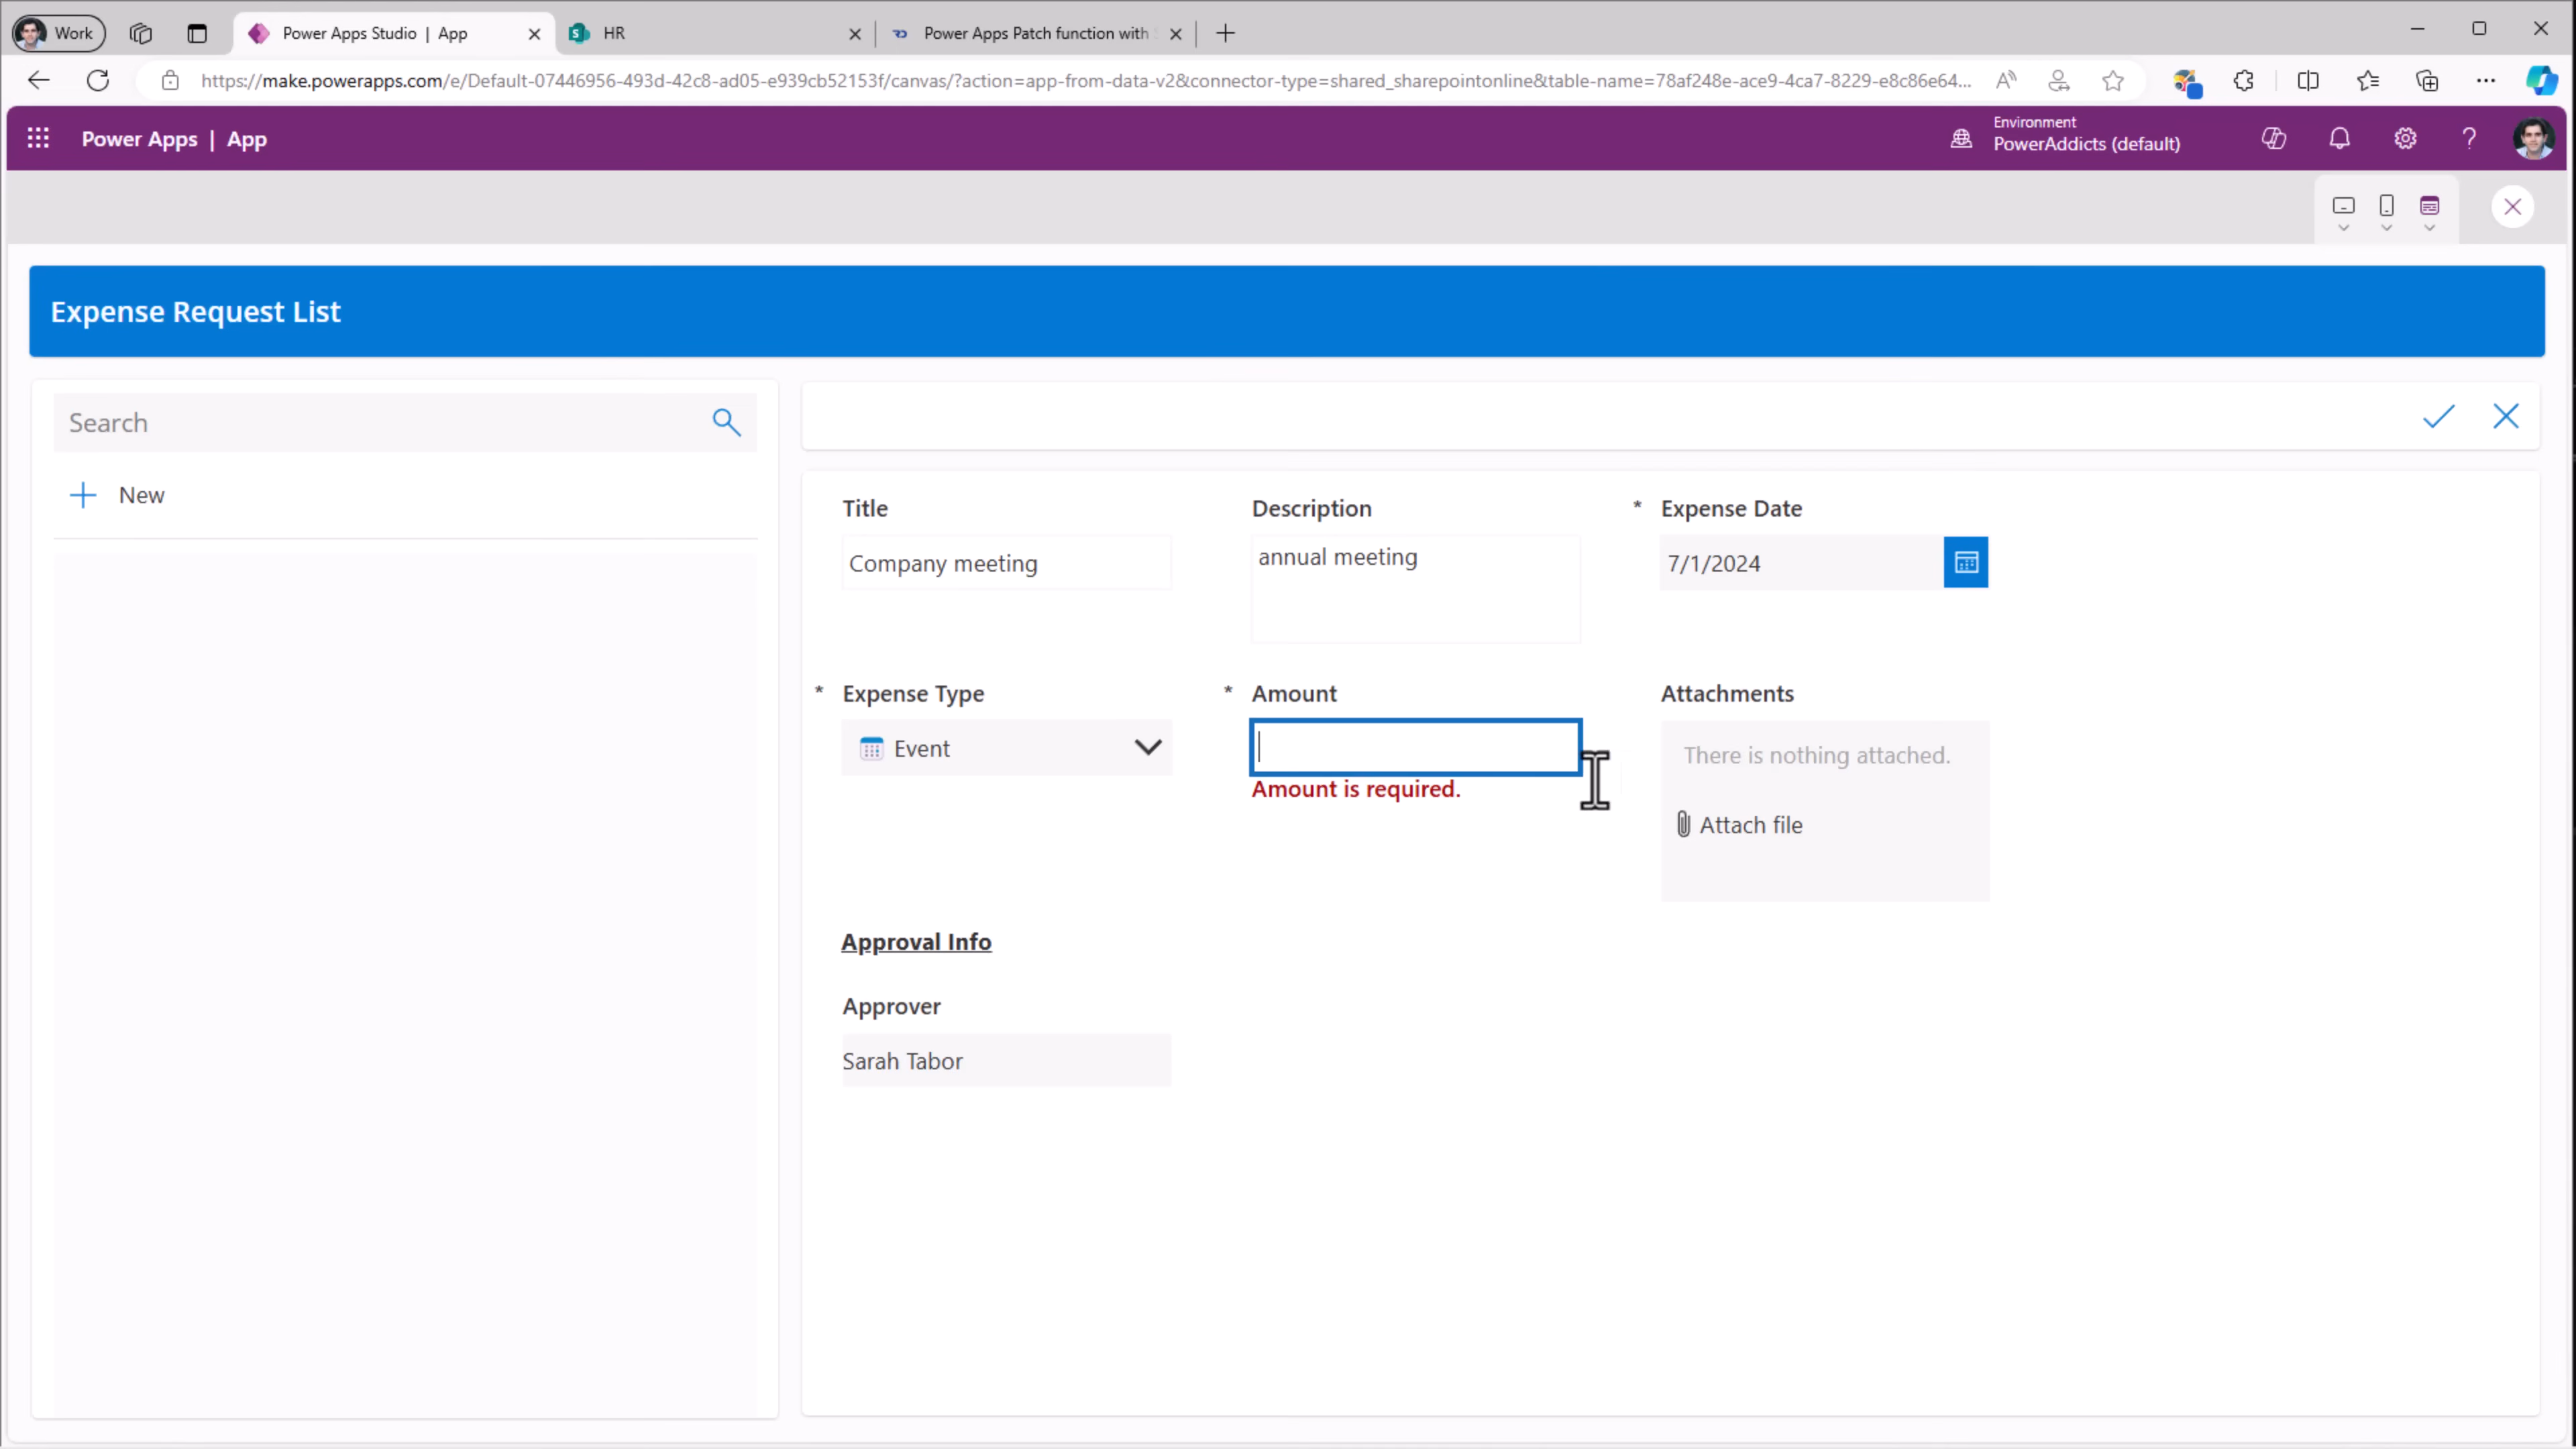 Work
Power Apps Studio | App
HR
Power Apps Patch function with
https://make.powerapps.com/e/Default-07446956-493d-42c8-ad05-e939cb52153f/canvas/?action=app-from-data-v2&connector-type=shared_sharepointonline&table-name=78af248e-ace9-4ca7-8229-e8c86e64...
Power Apps | App
Environment
PowerAddicts (default)
Expense Request List
Search
New
Title
Description
* Expense Date
Company meeting
annual meeting
7/1/2024
* Expense Type
* Amount
Attachments
Event
There is nothing attached.
Amount is required.
Attach file
Approval Info
Approver
Sarah Tabor